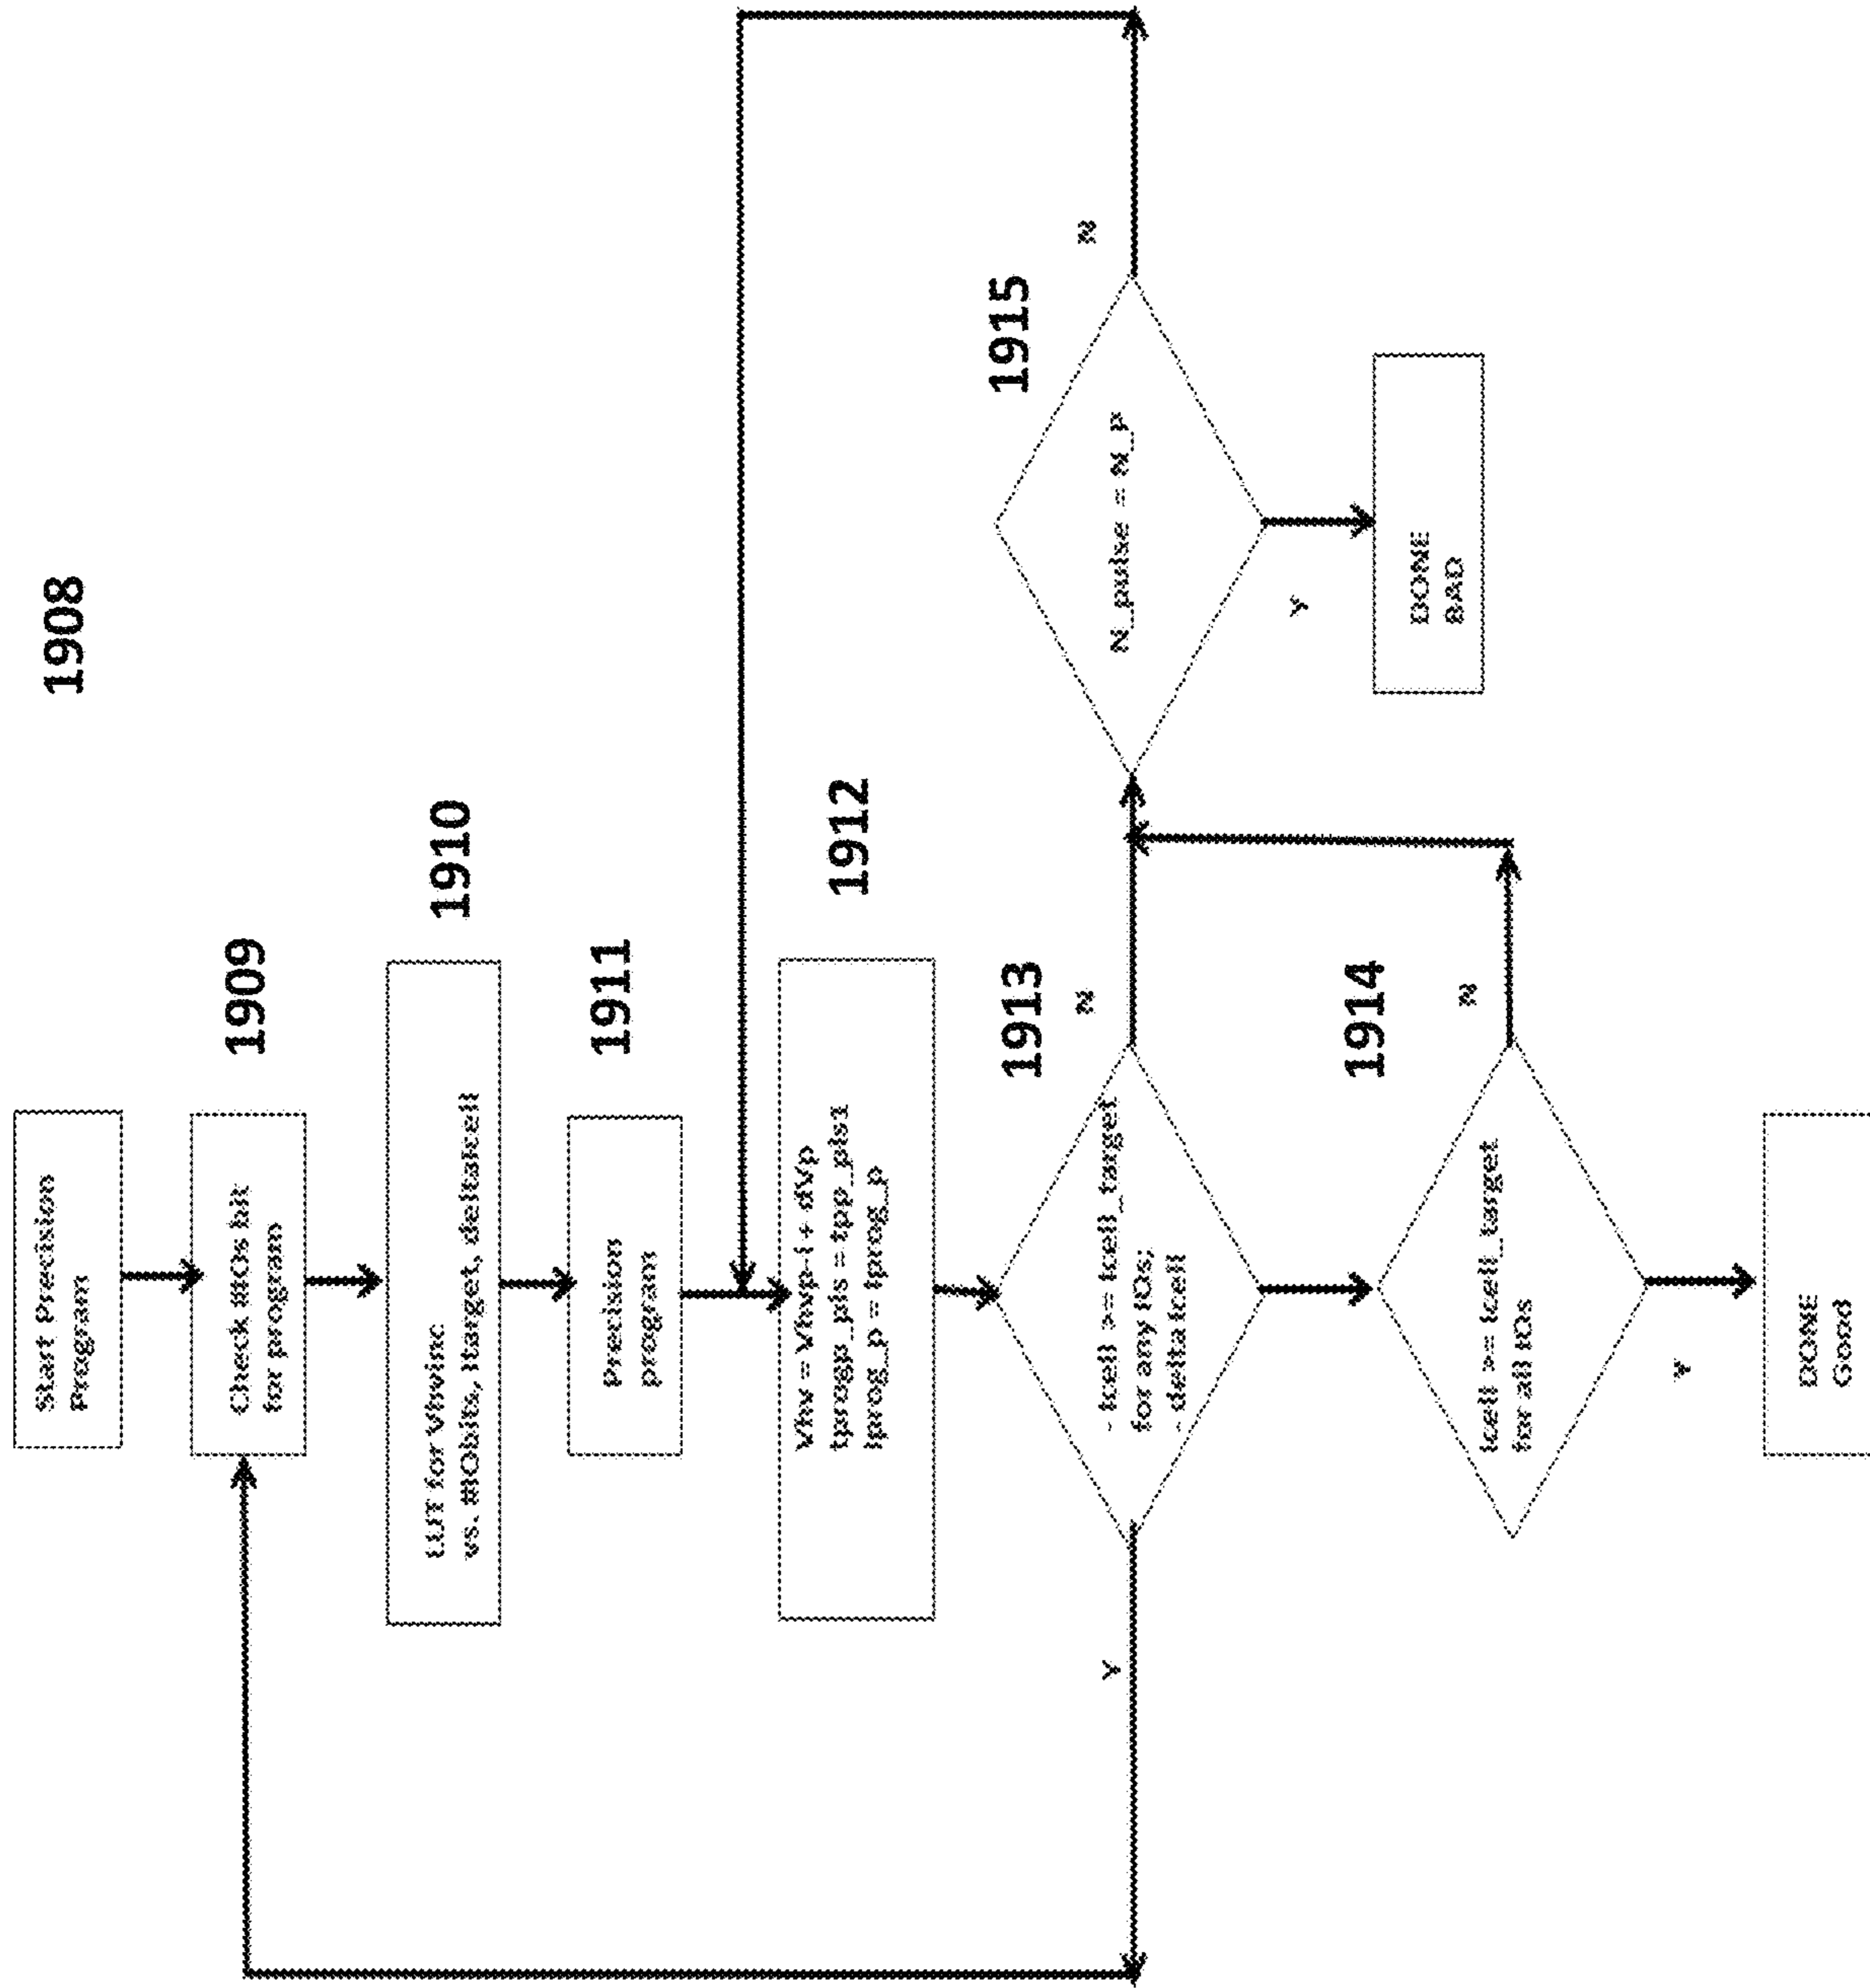 1908
Start Precision
Program
1909
Check #IOs bit
for program
1910
LUT for Vhvinc
vs. #IObits, Itarget, deltaIcell
1911
Precision
program
1912
Vhv = Vhvp-i + dVp
tprogp_pls = tpp_pls1
Iprog_p = Iprog_p
1913
- Icell >= Icell_target
for any IOs;
- delta Icell
Y
N
1915
N_pulse = N_P
N
Y
DONE
BAD
1914
Icell >= Icell_target
for all IOs
N
Y
DONE
Good